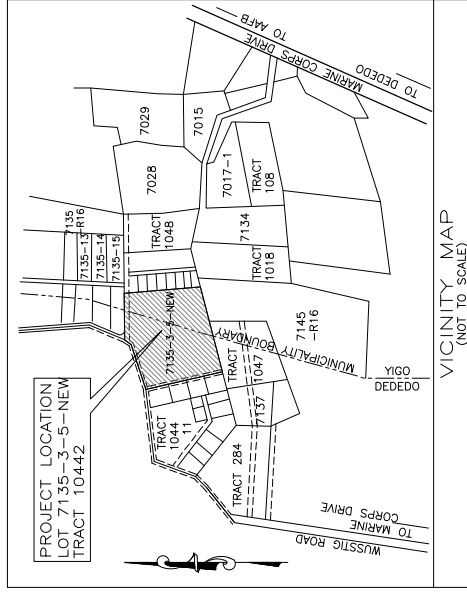 PROJECT LOCATION
LOT 7135-3-5-NEW
TRACT 10442
TO AAFB
MARINE CORPS DRIVE
TO DEDEDO
7029
7015
7028
7017-1
TRACT
108
7135
-R16
7135-13
7135-14
7135-15
TRACT
1048
7134
TRACT
1018
7135-3-5-NEW
7145
-R16
MUNICIPALITY BOUNDARY
YIGO
DEDEDO
TRACT
1047
7137
TRACT
1044
11
TRACT 284
WUSSTIG ROAD
TO MARINE
CORPS DRIVE
VICINITY MAP
(NOT TO SCALE)